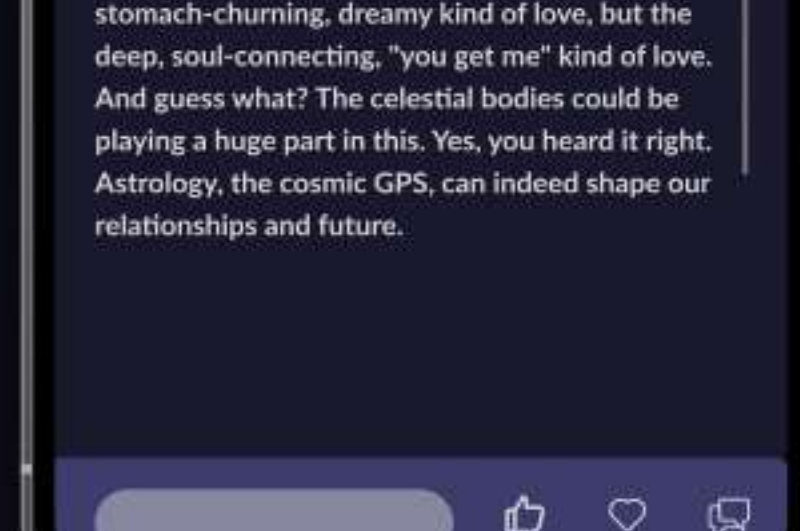 stomach-churning, dreamy kind of love, but the
deep, soul-connecting, "you get me" kind of love.
And guess what? The celestial bodies could be
playing a huge part in this. Yes, you heard it right.
Astrology, the cosmic GPS, can indeed shape our
relationships and future.